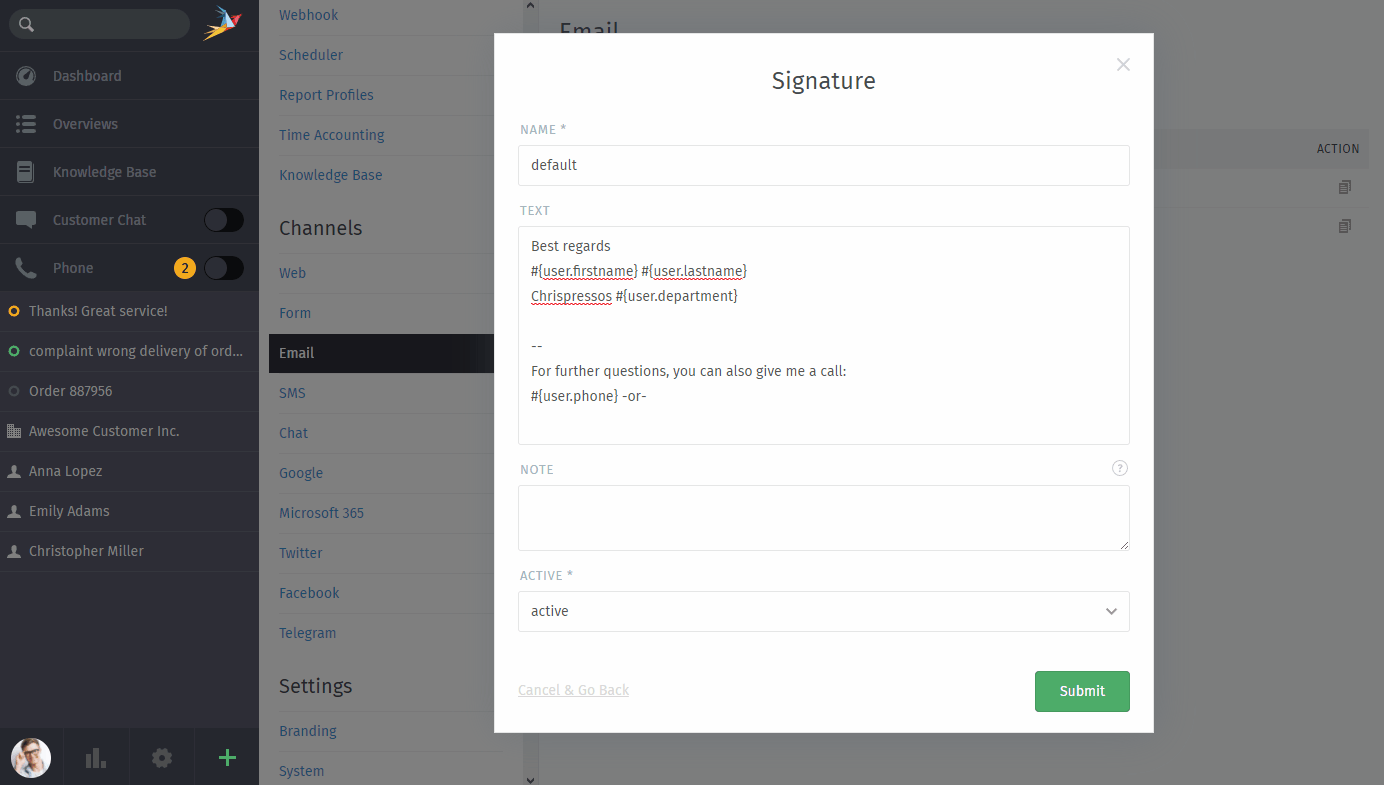 Dashboard
Overviews
Knowledge Base
Customer Chat
Phone 2
Thanks! Great service!
complaint wrong delivery of ord...
Order 887956
Awesome Customer Inc.
Anna Lopez
Emily Adams
Christopher Miller
Webhook
Scheduler
Report Profiles
Time Accounting
Knowledge Base
Channels
Web
Form
Email
SMS
Chat
Google
Microsoft 365
Twitter
Facebook
Telegram
Settings
Branding
System
Email
ACTION
Signature
NAME *
default
TEXT
Best regards
#{user.firstname} #{user.lastname}
Chrispressos #{user.department}
--
For further questions, you can also give me a call:
#{user.phone} -or-
NOTE ?
ACTIVE *
active
Cancel & Go Back
Submit